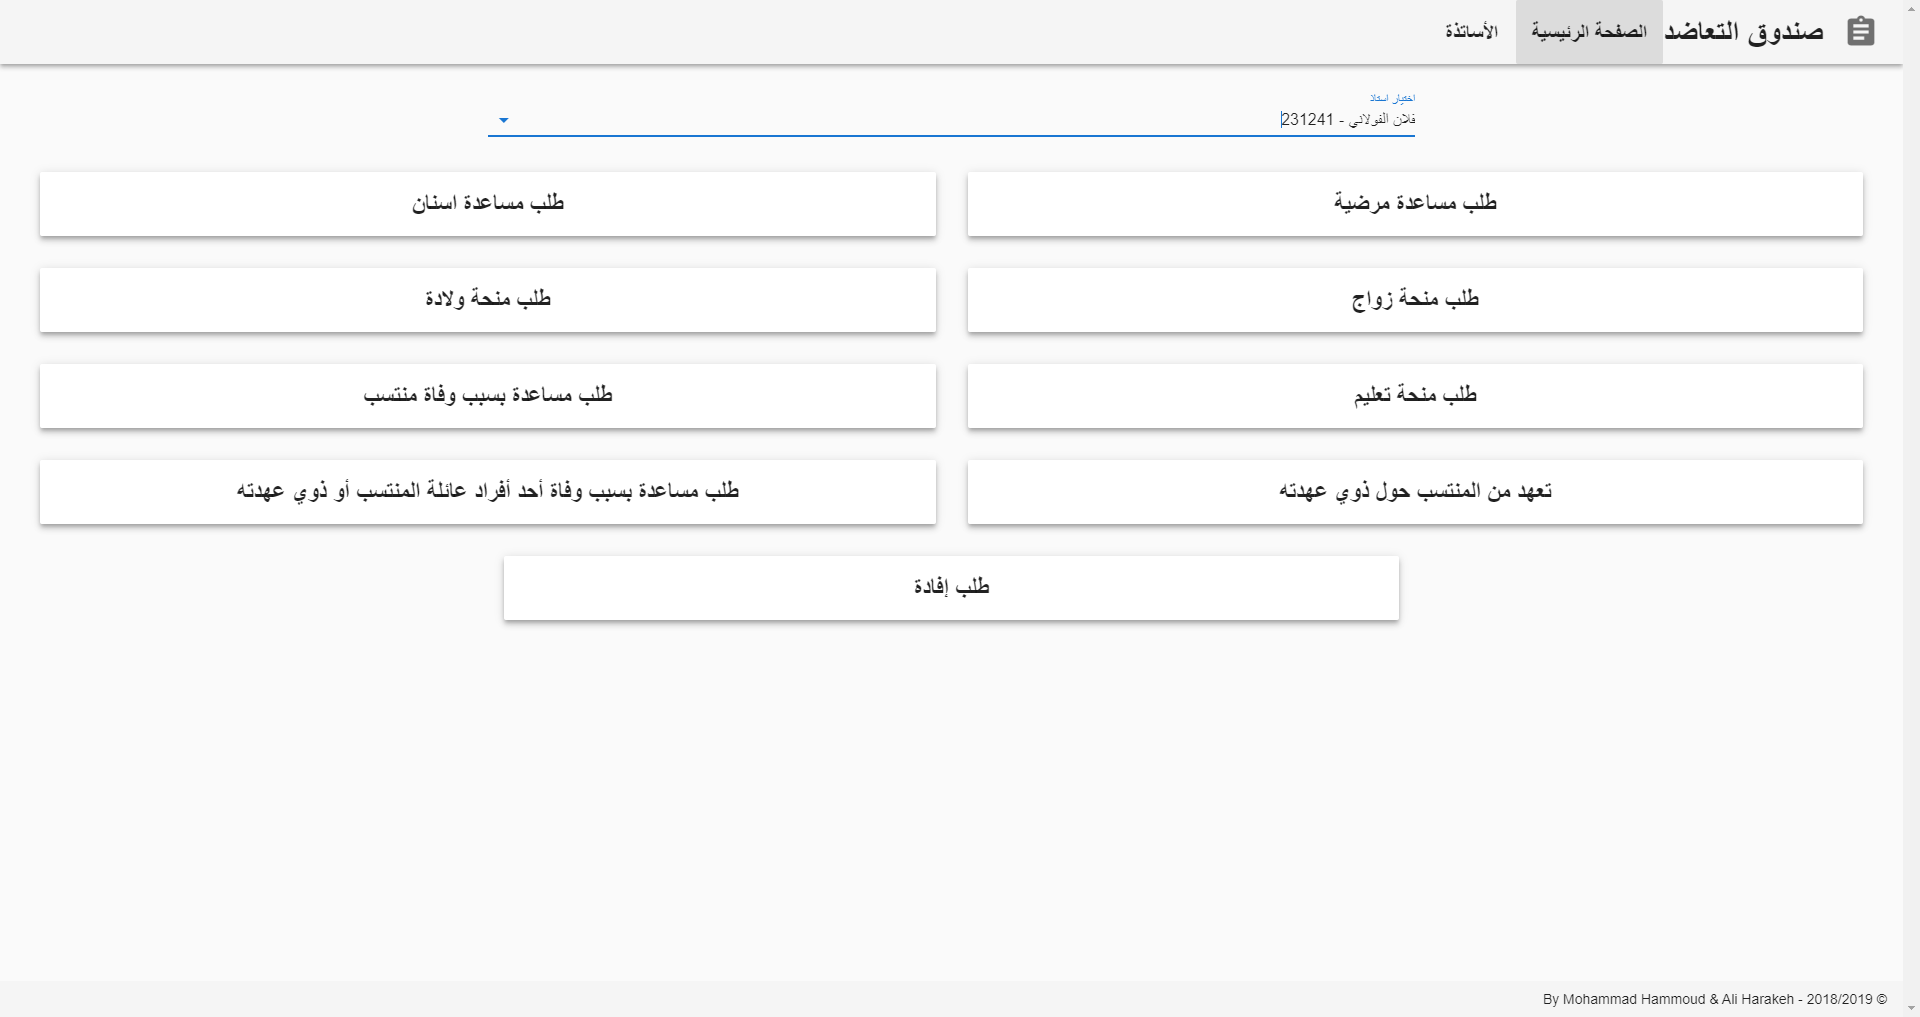 صندوق التعاضد
الصفحة الرئيسية
الأساتذة
اختيار استاذ
فلان الفولاني - 231241
طلب مساعدة مرضية
طلب مساعدة اسنان
طلب منحة زواج
طلب منحة ولادة
طلب منحة تعليم
طلب مساعدة بسبب وفاة منتسب
تعهد من المنتسب حول ذوي عهدته
طلب مساعدة بسبب وفاة أحد أفراد عائلة المنتسب أو ذوي عهدته
طلب إفادة
By Mohammad Hammoud & Ali Harakeh - 2018/2019 ©